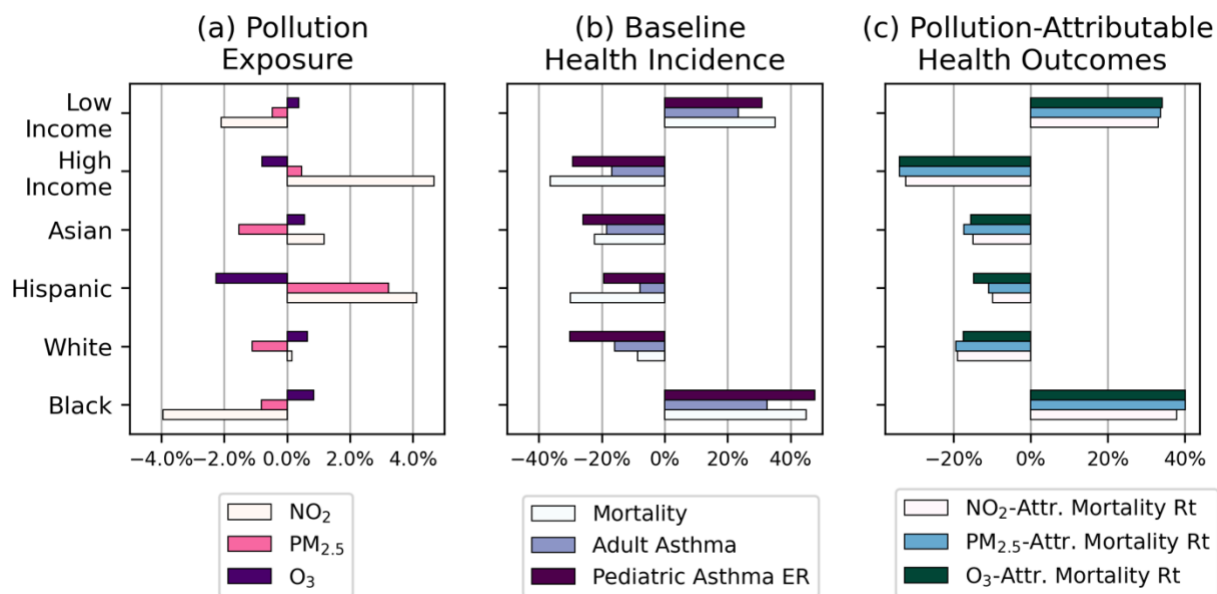 (a) Pollution
Exposure
(b) Baseline
Health Incidence
(c) Pollution-Attributable
Health Outcomes
Low
Income
High
Income
Asian
Hispanic
White
Black
−4.0% −2.0% 0.0% 2.0% 4.0%
−40% −20% 0% 20% 40%
−20% 0% 20% 40%
NO₂
PM₂.₅
O₃
Mortality
Adult Asthma
Pediatric Asthma ER
NO₂-Attr. Mortality Rt
PM₂.₅-Attr. Mortality Rt
O₃-Attr. Mortality Rt